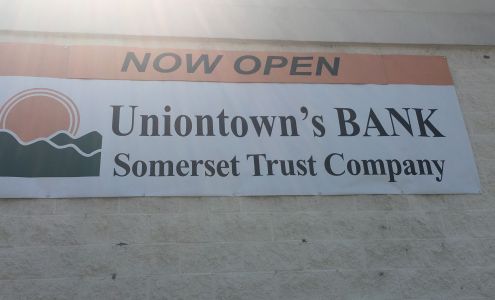 NOW OPEN
Uniontown's BANK
Somerset Trust Company